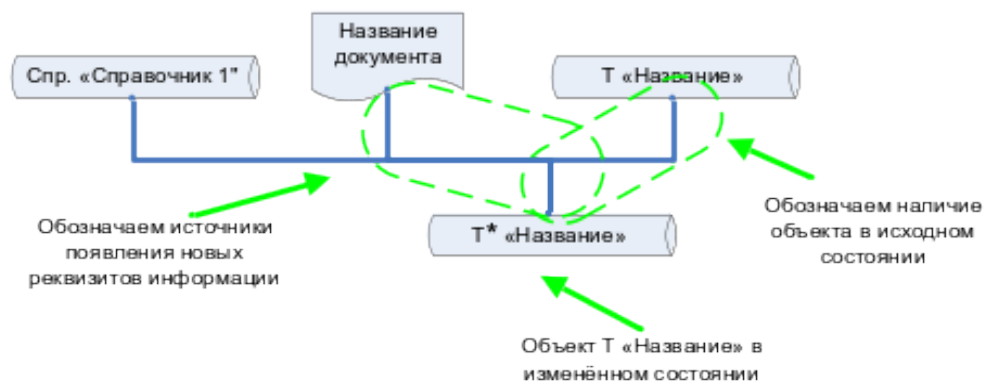 Название
документа
Спр. «Справочник 1"
Т «Название»
Т* «Название»
Обозначаем источники
появления новых
реквизитов информации
Обозначаем наличие
объекта в исходном
состоянии
Объект Т «Название» в
изменённом состоянии